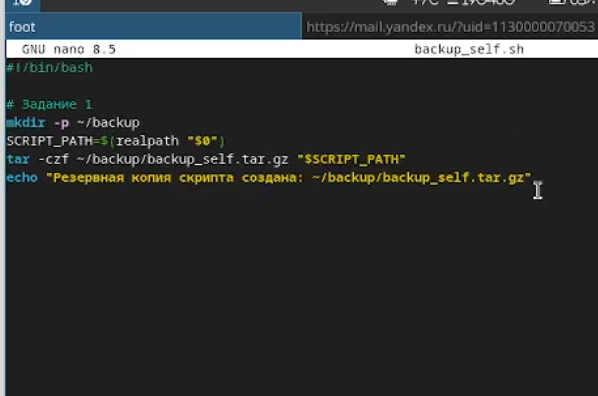 foot
https://mail.yandex.ru/?uid=1130000070053
GNU nano 8.5
backup_self.sh
#!/bin/bash
# Задание 1
mkdir -p ~/backup
SCRIPT_PATH=$(realpath "$0")
tar -czf ~/backup/backup_self.tar.gz "$SCRIPT_PATH"
echo "Резервная копия скрипта создана: ~/backup/backup_self.tar.gz"